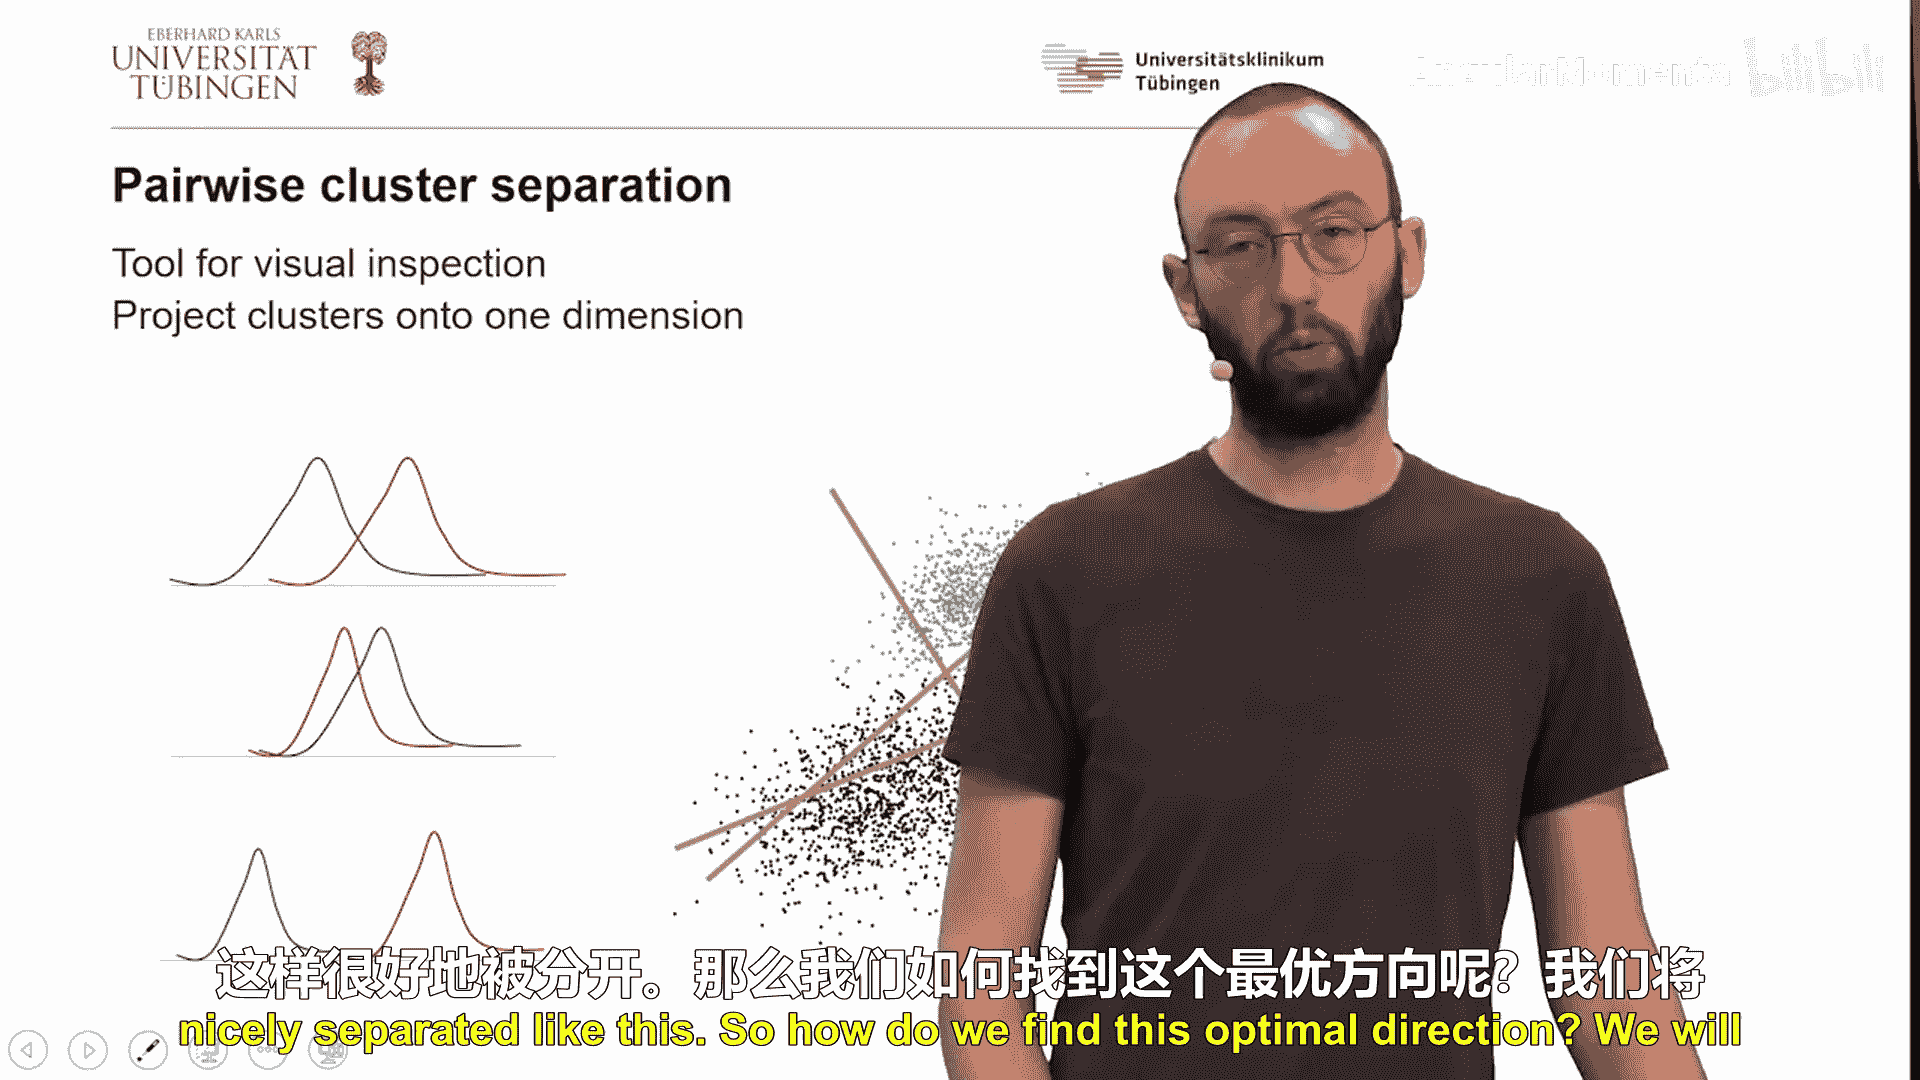 EBERHARD KARLS
UNIVERSITÄT
TÜBINGEN
Universitätsklinikum
Tübingen
bilibili
Pairwise cluster separation
Tool for visual inspection
Project clusters onto one dimension
这样很好地被分开。那么我们如何找到这个最优方向呢？我们将
nicely separated like this. So how do we find this optimal direction? We will